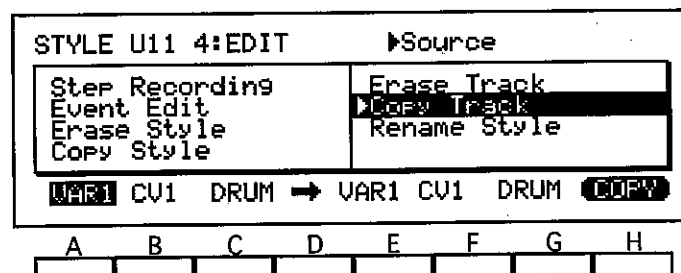 STYLE U11 4:EDIT ▶Source
Step Recording Erase Track
Event Edit ▶Copy Track
Erase Style Rename Style
Copy Style
VAR1 CV1 DRUM ➡ VAR1 CV1 DRUM COPY
A B C D E F G H